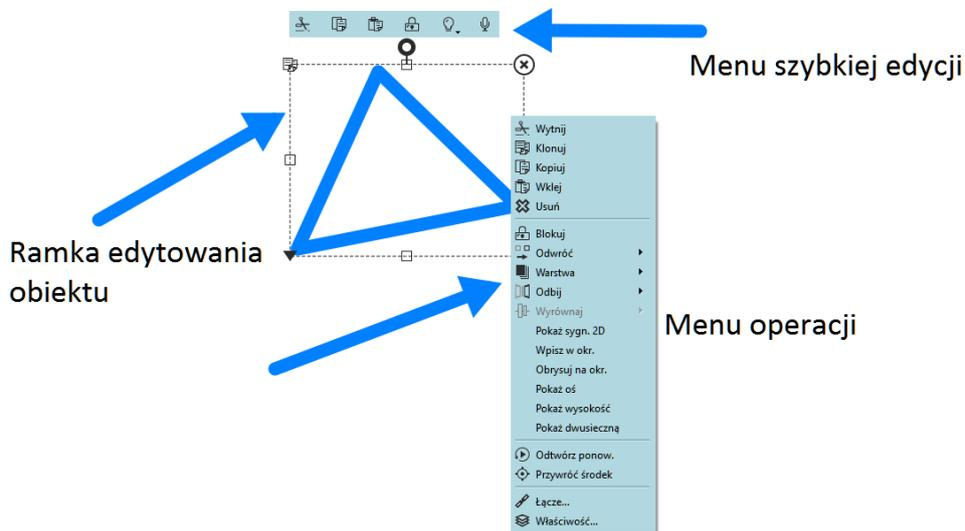 Menu szybkiej edycji
Ramka edytowania
obiektu
Wytnij
Klonuj
Kopiuj
Wklej
Usuń
Blokuj
Odwróć
Warstwa
Odbij
Wyrównaj
Pokaż sygn. 2D
Wpisz w okr.
Obrysuj na okr.
Pokaż oś
Pokaż wysokość
Pokaż dwusieczną
Odtwórz ponow.
Przywróć środek
Łącze...
Właściwość...
Menu operacji